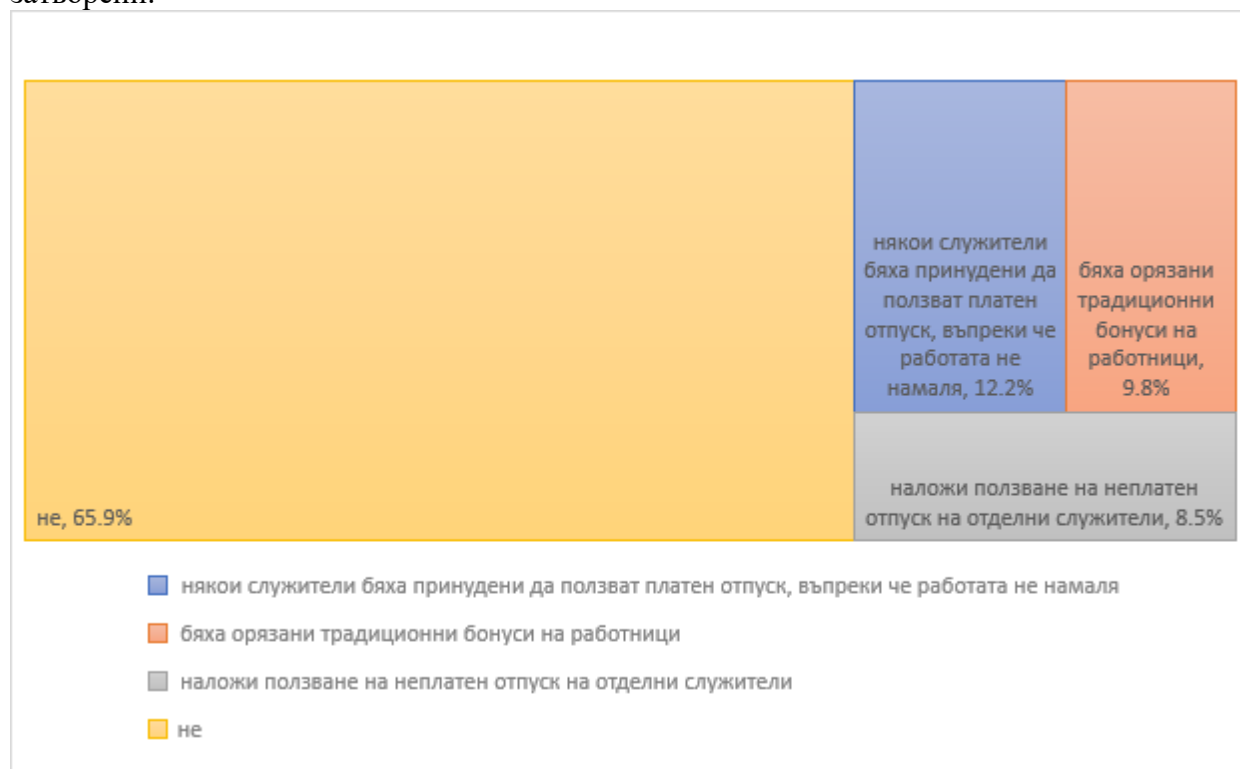 затворени.
някои служители
бяха принудени да
ползват платен
отпуск, въпреки че
работата не
намаля, 12.2%
бяха орязани
традиционни
бонуси на
работници,
9.8%
не, 65.9%
наложи ползване на неплатен
отпуск на отделни служители, 8.5%
някои служители бяха принудени да ползват платен отпуск, въпреки че работата не намаля
бяха орязани традиционни бонуси на работници
наложи ползване на неплатен отпуск на отделни служители
не